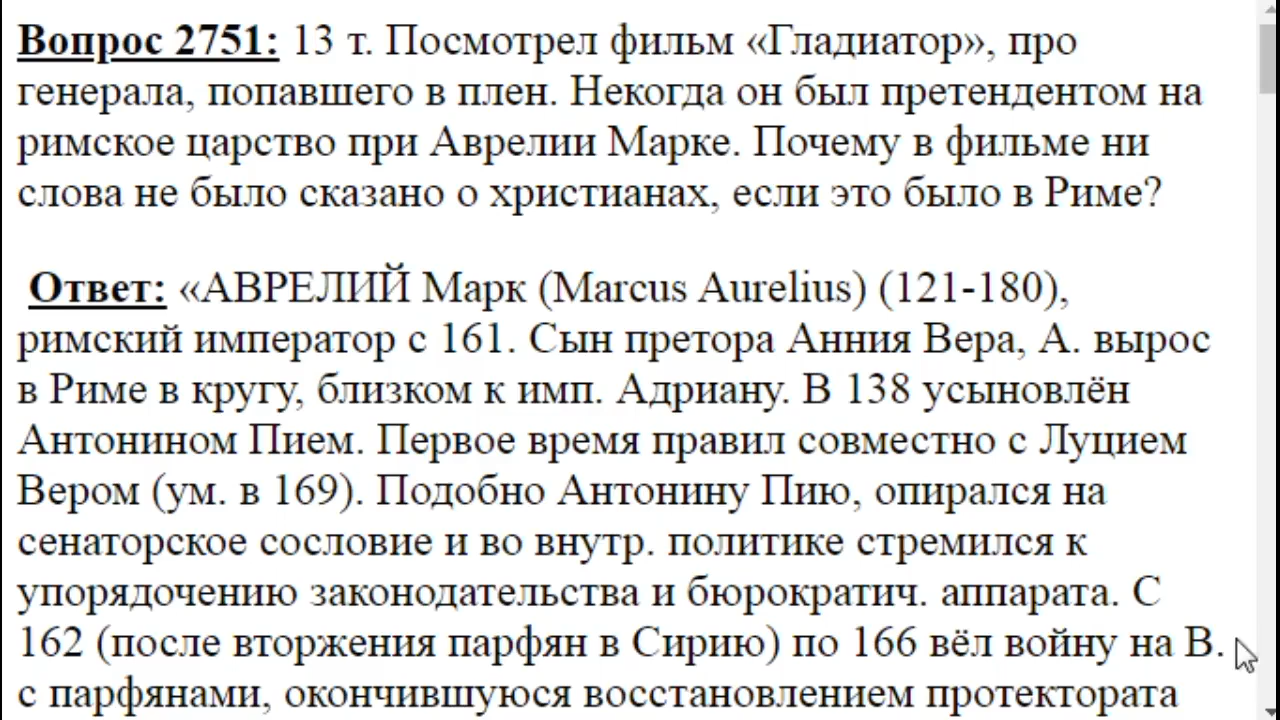 Вопрос 2751: 13 т. Посмотрел фильм «Гладиатор», про
генерала, попавшего в плен. Некогда он был претендентом на
римское царство при Аврелии Марке. Почему в фильме ни
слова не было сказано о христианах, если это было в Риме?
Ответ: «АВРЕЛИЙ Марк (Marcus Aurelius) (121-180),
римский император с 161. Сын претора Анния Вера, А. вырос
в Риме в кругу, близком к имп. Адриану. В 138 усыновлён
Антонином Пием. Первое время правил совместно с Луцием
Вером (ум. в 169). Подобно Антонину Пию, опирался на
сенаторское сословие и во внутр. политике стремился к
упорядочению законодательства и бюрократич. аппарата. С
162 (после вторжения парфян в Сирию) по 166 вёл войну на В.
с парфянами, окончившуюся восстановлением протектората